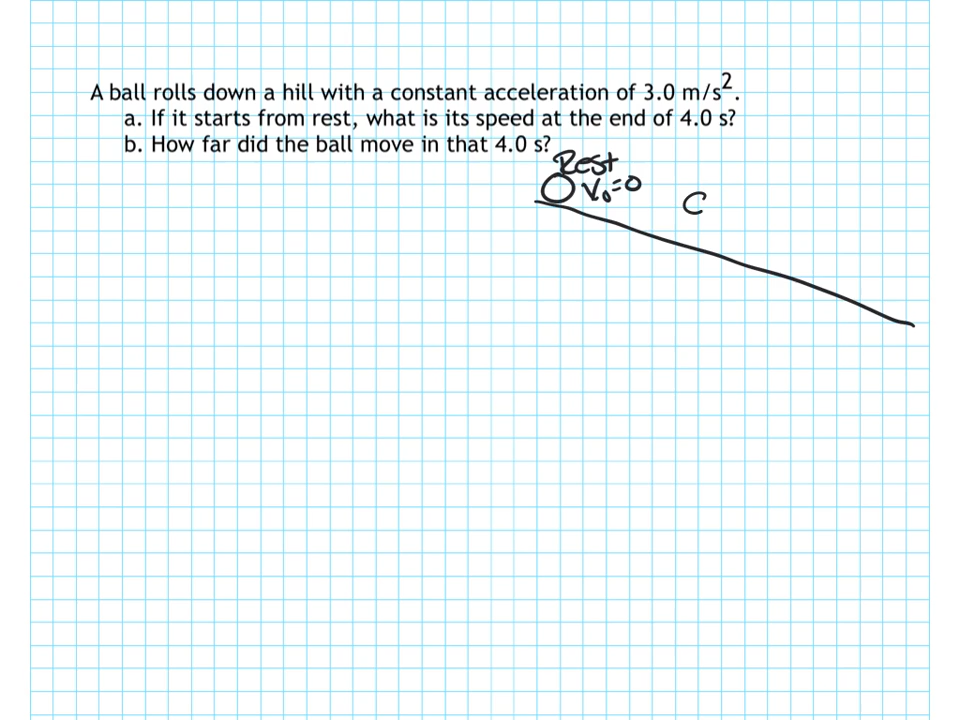 A ball rolls down a hill with a constant acceleration of 3.0 m/s².
a. If it starts from rest, what is its speed at the end of 4.0 s?
b. How far did the ball move in that 4.0 s?
Rest
V₀=0
C